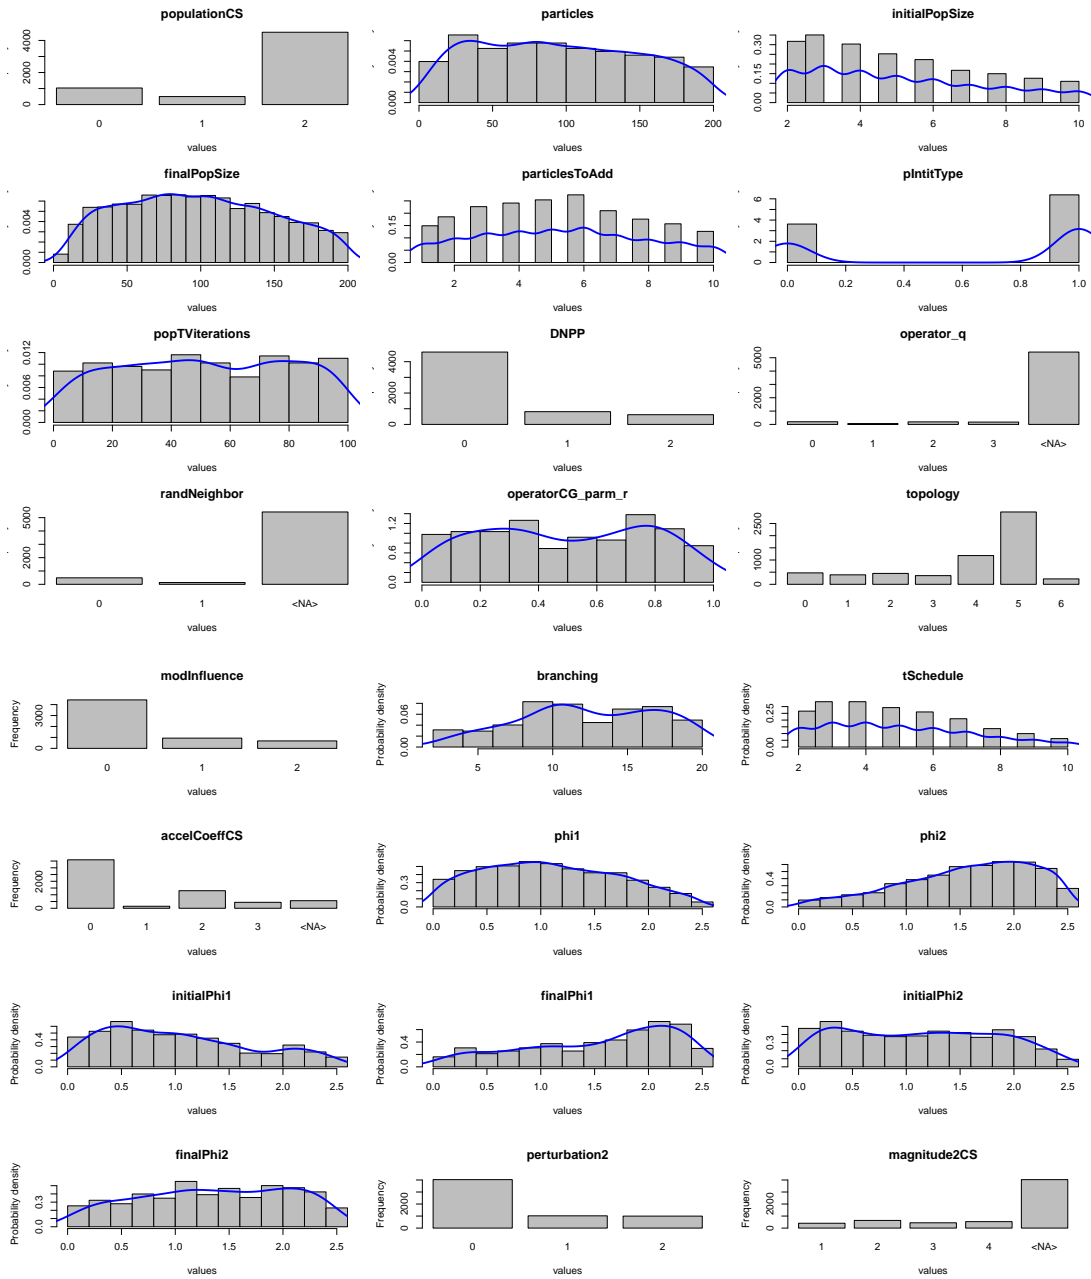 populationCS
particles
initialPopSize
0 2000 4000
0 1 2
values
0.000 0.004
0 50 100 150 200
values
0.00 0.15 0.30
2 4 6 8 10
values
finalPopSize
particlesToAdd
pIntitType
0.000 0.004
0 50 100 150 200
values
0.00 0.15
2 4 6 8 10
values
0 2 4 6
0.0 0.2 0.4 0.6 0.8 1.0
values
popTViterations
DNPP
operator_q
0.000 0.006 0.012
0 20 40 60 80 100
values
0 2000 4000
0 1 2
values
0 2000 5000
0 1 2 3 <NA>
values
randNeighbor
operatorCG_parm_r
topology
0 2000 5000
0 1 <NA>
values
0.0 0.6 1.2
0.0 0.2 0.4 0.6 0.8 1.0
values
0 1000 2500
0 1 2 3 4 5 6
values
modInfluence
branching
tSchedule
Frequency
0 3000
0 1 2
values
Probability density
0.00 0.06
5 10 15 20
values
Probability density
0.00 0.25
2 4 6 8 10
values
accelCoeffCS
phi1
phi2
Frequency
0 2000
0 1 2 3 <NA>
values
Probability density
0.0 0.3
0.0 0.5 1.0 1.5 2.0 2.5
values
Probability density
0.0 0.4
0.0 0.5 1.0 1.5 2.0 2.5
values
initialPhi1
finalPhi1
initialPhi2
Probability density
0.0 0.4
0.0 0.5 1.0 1.5 2.0 2.5
values
Probability density
0.0 0.4
0.0 0.5 1.0 1.5 2.0 2.5
values
Probability density
0.0 0.3
0.0 0.5 1.0 1.5 2.0 2.5
values
finalPhi2
perturbation2
magnitude2CS
Probability density
0.0 0.3
0.0 0.5 1.0 1.5 2.0 2.5
values
Frequency
0 2000
0 1 2
values
Frequency
0 2000
1 2 3 4 <NA>
values